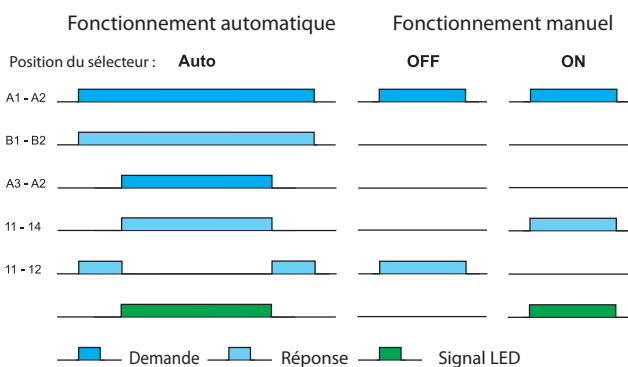 Fonctionnement automatique Fonctionnement manuel
Position du sélecteur : Auto OFF ON
A1 - A2
B1 - B2
A3 - A2
11 - 14
11 - 12
Demande Réponse Signal LED